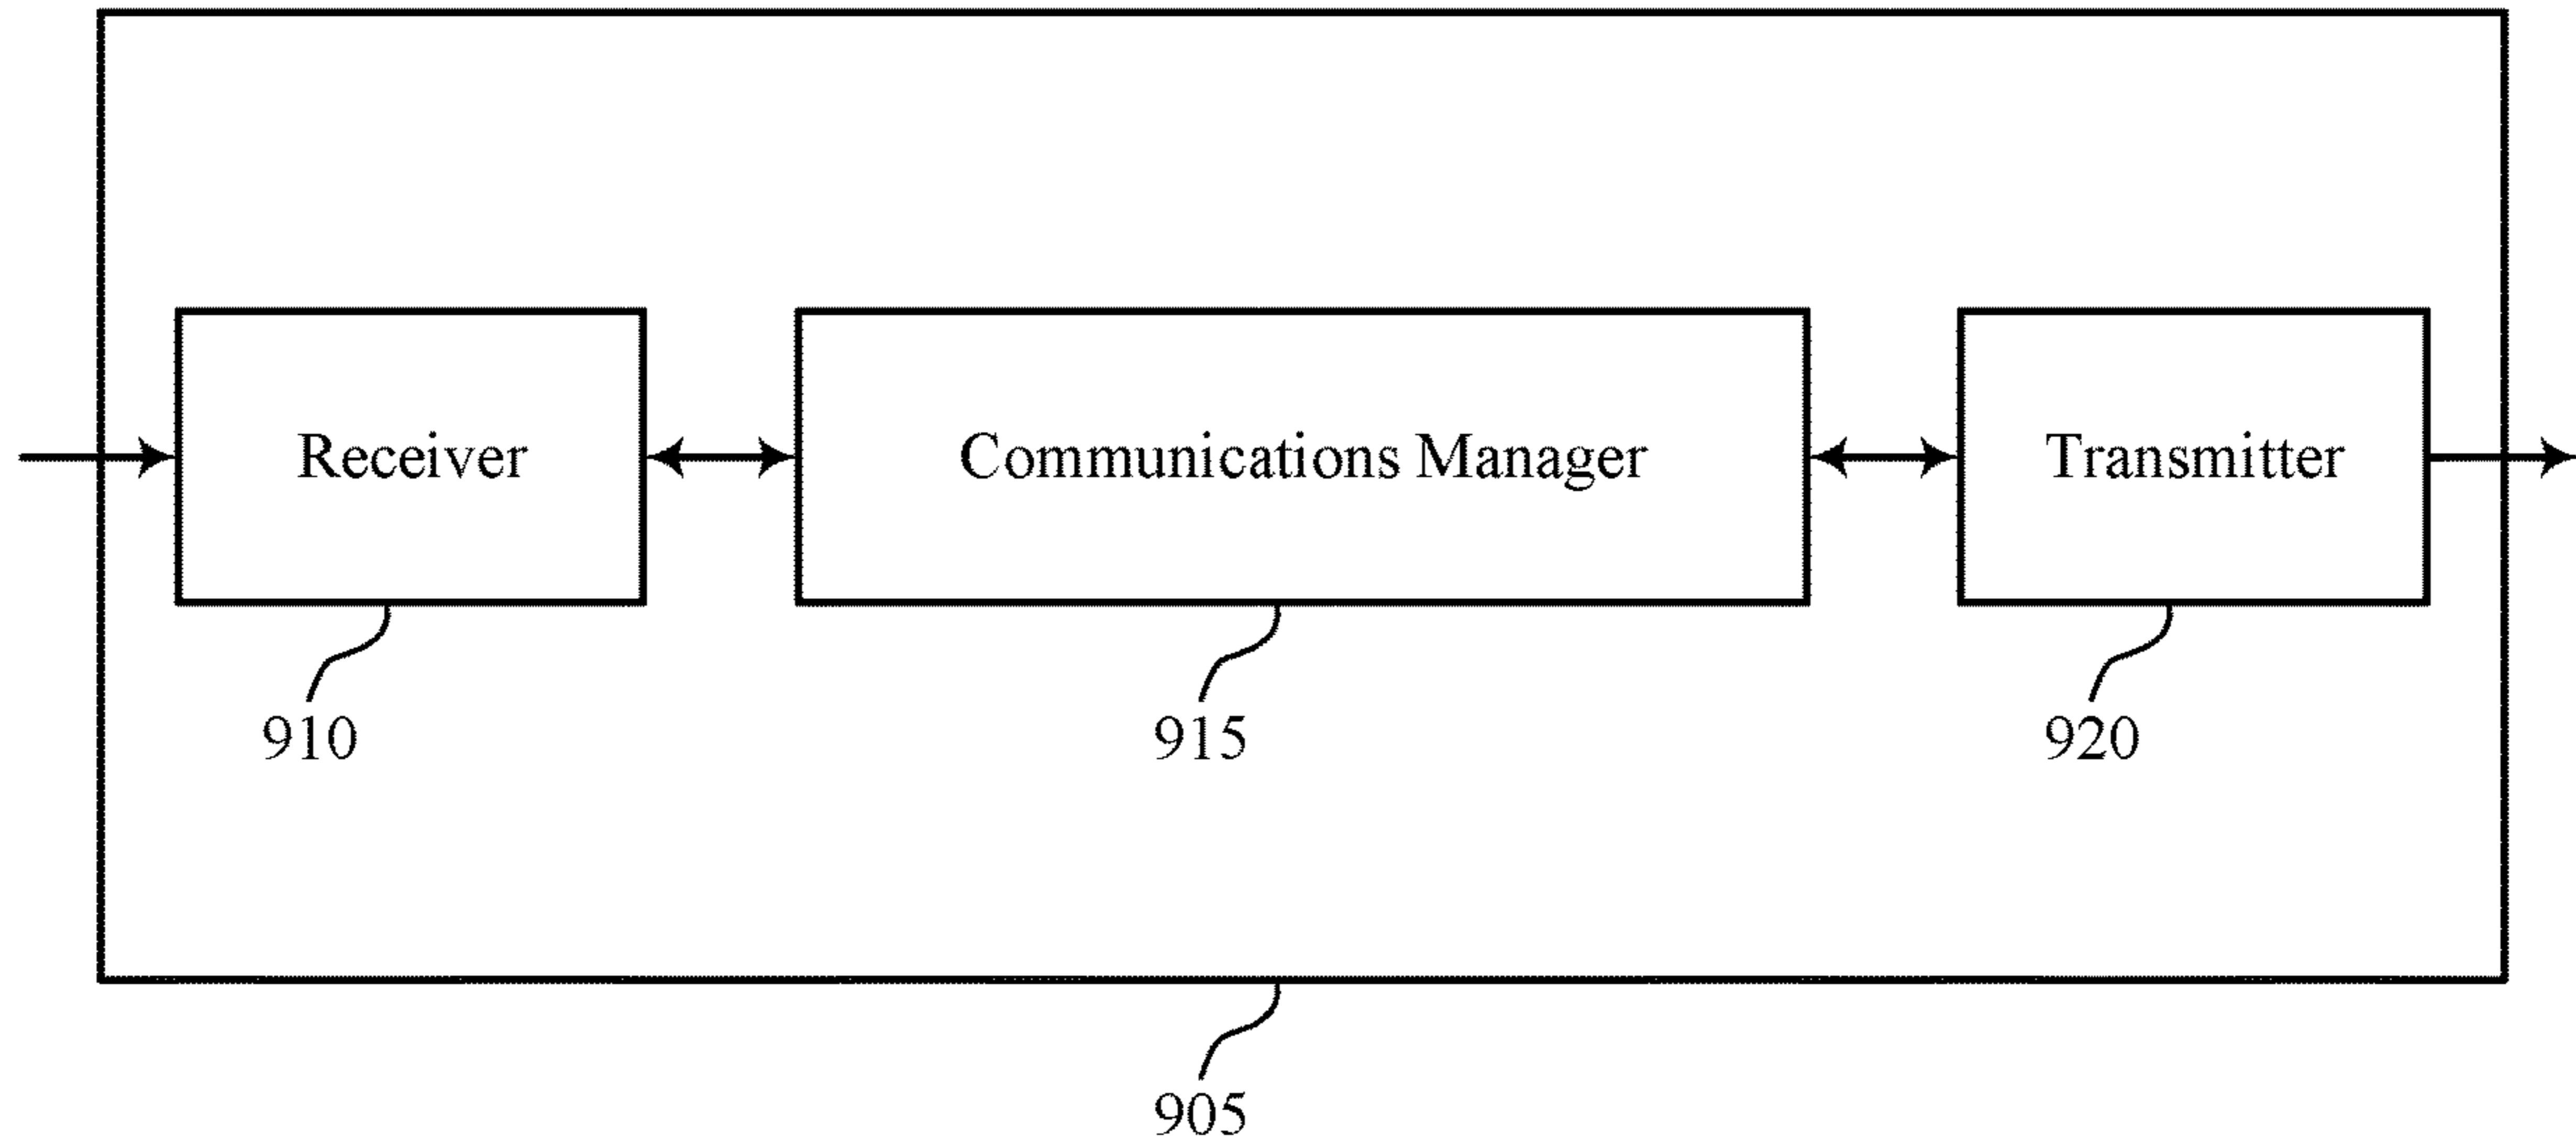 Receiver
Communications Manager
Transmitter
910
915
920
905